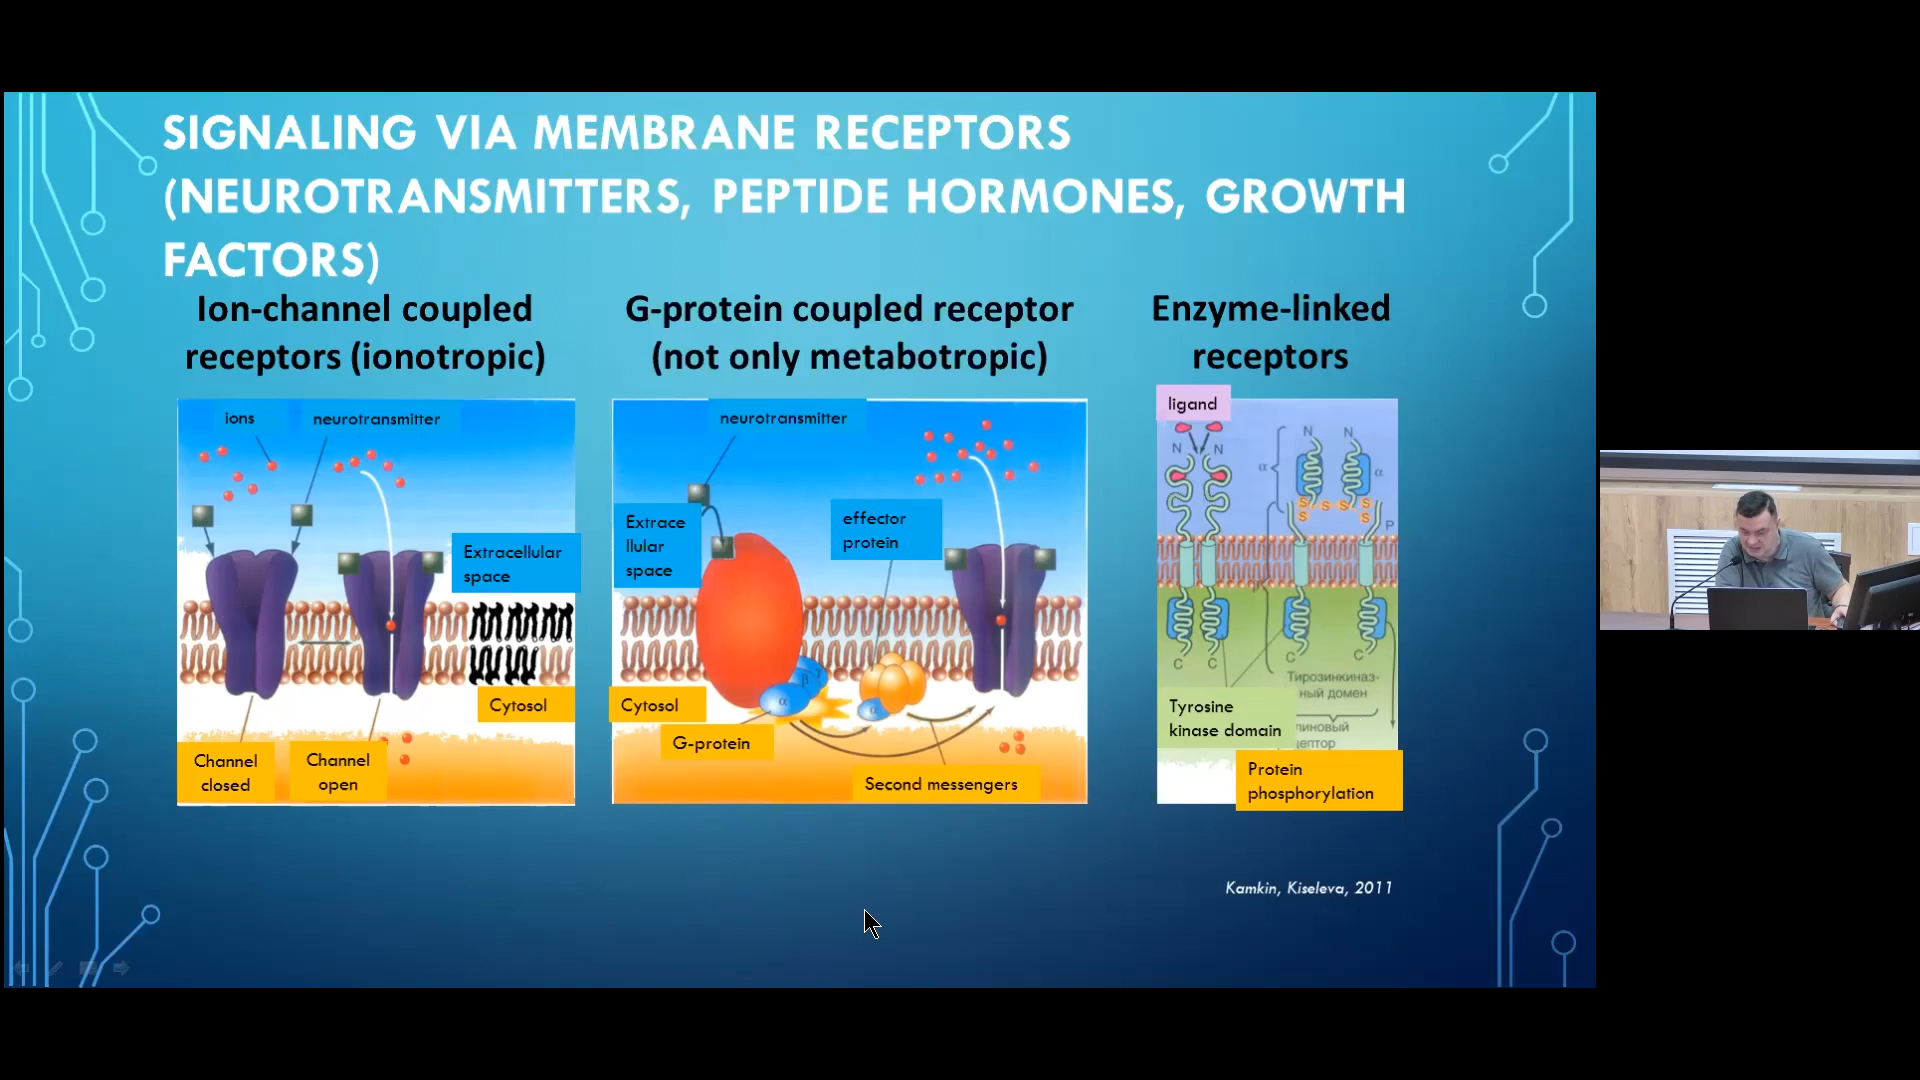 SIGNALING VIA MEMBRANE RECEPTORS
(NEUROTRANSMITTERS, PEPTIDE HORMONES, GROWTH
FACTORS)
Ion-channel coupled
receptors (ionotropic)
ions
neurotransmitter
Extracellular
space
Cytosol
Channel
closed
Channel
open
G-protein coupled receptor
(not only metabotropic)
neurotransmitter
Extrace
llular
space
effector
protein
β γ
α
α
Cytosol
G-protein
Second messengers
Enzyme-linked
receptors
ligand
N N
N N
α
α
S S S S
S S
P
β
C C
C C
Тирозинкиназ-
ный домен
Tyrosine
kinase domain
Protein
phosphorylation
Kamkin, Kiseleva, 2011